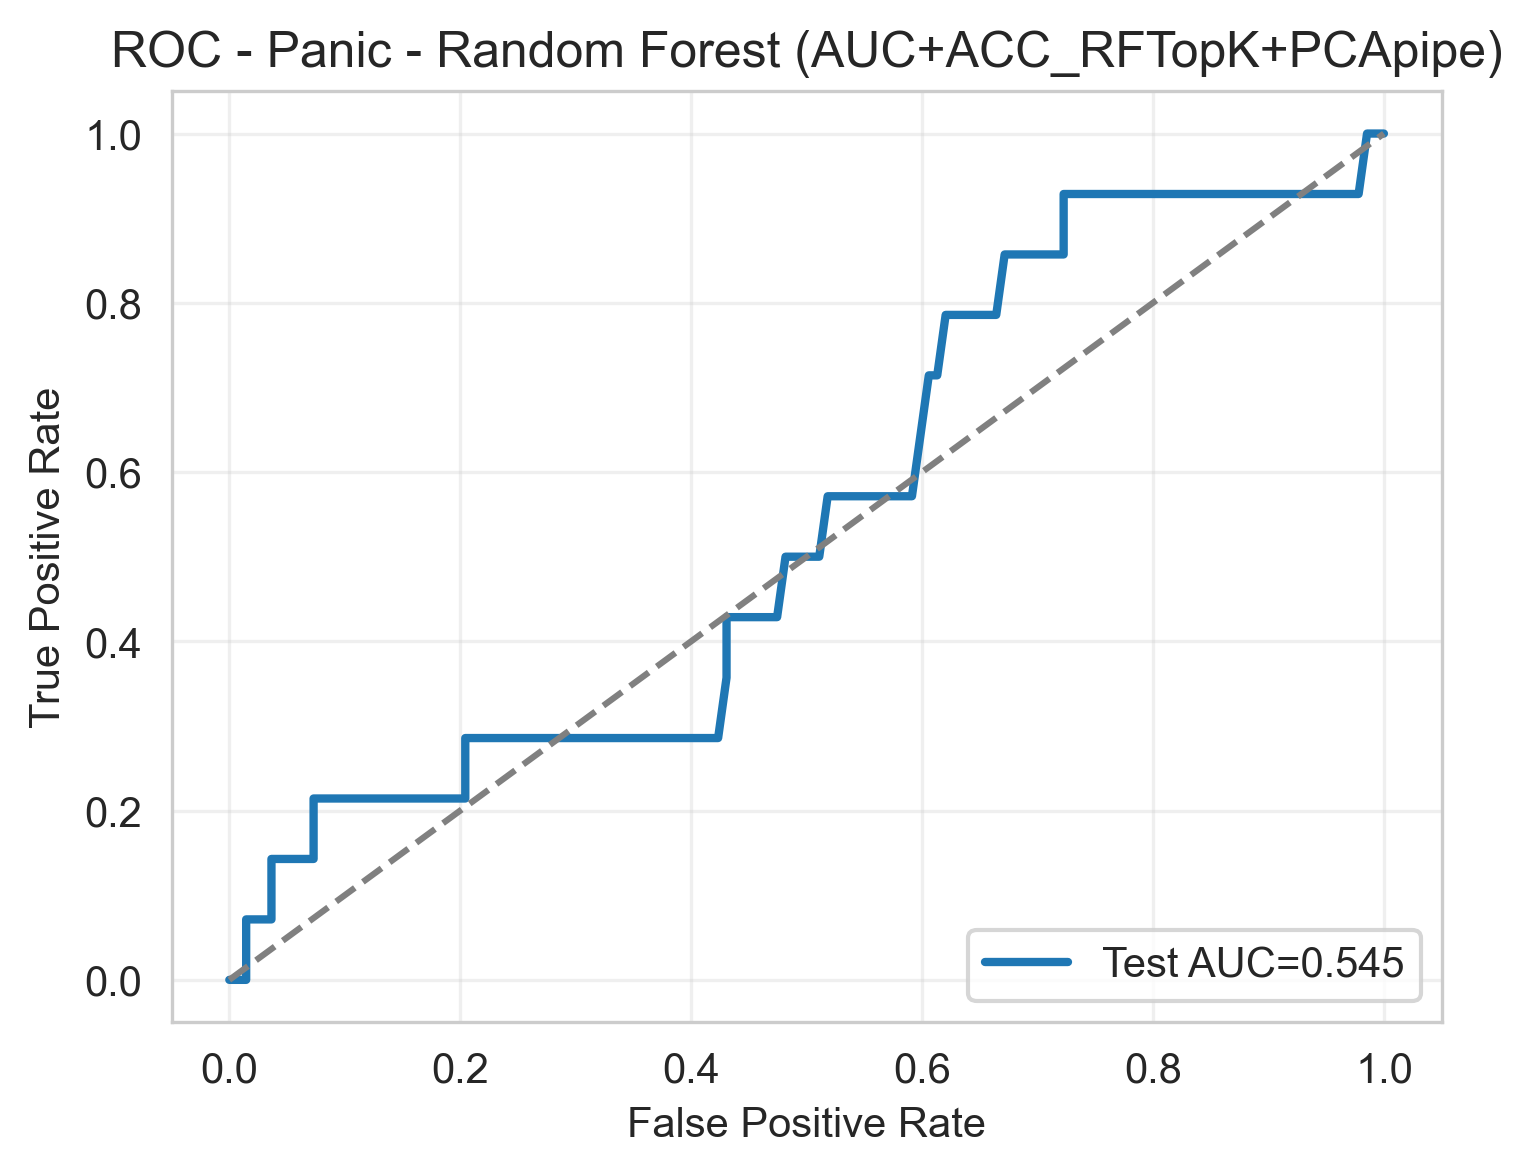 ROC - Panic - Random Forest (AUC+ACC_RFTopK+PCApipe)
True Positive Rate
1.0
0.8
0.6
0.4
0.2
0.0
Test AUC=0.545
0.0 0.2 0.4 0.6 0.8 1.0
False Positive Rate